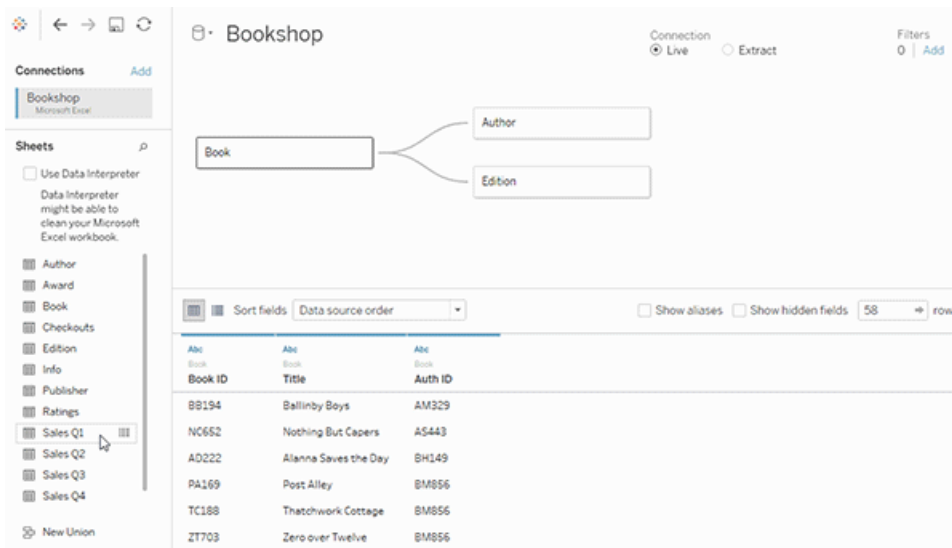 Bookshop
Connection
Live
Extract
Filters
0 | Add
Connections
Add
Bookshop
Microsoft Excel
Sheets
Use Data Interpreter
Data Interpreter
might be able to
clean your Microsoft
Excel workbook.
Author
Award
Book
Checkouts
Edition
Info
Publisher
Ratings
Sales Q1
Sales Q2
Sales Q3
Sales Q4
New Union
Book
Author
Edition
Sort fields
Data source order
Show aliases
Show hidden fields
58
row
Abc Abc Abc
Book Book Book
Book ID Title Auth ID
BB194 Ballinby Boys AM329
NC652 Nothing But Capers AS443
AD222 Alanna Saves the Day BH149
PA169 Post Alley BM856
TC188 Thatchwork Cottage BM856
ZT703 Zero over Twelve BM856